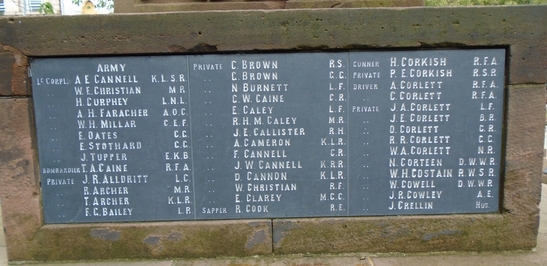 ARMY
LCE CORPL. A E CANNELL K.L.S.R.
.. W. E CHRISTIAN M.R.
.. H. CURPHEY L.N.L.
.. A. H FARACHER A.O.C.
.. W. H. MILLAR C.E.F.
.. E OATES C.G.
.. E. STOTHARD C.G.
.. J. TUPPER E.K.B
BOMBARDIER T. A. CAINE R.F.A.
PRIVATE J. R ALLORITT L.C.
.. R. ARCHER M.R.
.. T. ARCHER K.L.R.
.. F. G. BAILEY L.R.
PRIVATE C. BROWN R.S.
.. C. BROWN C.G.
.. N BURNETT L.F.
.. C. W. CAINE C.R.
.. E. CALEY L.F.
.. R. H. M. CALEY M.R.
.. J. E. CALLISTER R.H.
.. A CAMERON K.L.R.
.. F. CANNELL C.R.
.. J. W. CANNELL K.R.R.
.. D. CANNON K.L.R.
.. W. CHRISTIAN R.F.
.. E. CLAREY M.G.C.
SAPPER R. COOK R.E.
GUNNER H. CORKISH R.F.A.
PRIVATE P. E. CORKISH R.S.R.
DRIVER A. CORLETT R.F.A.
.. C. CORLETT R.F.A.
PRIVATE J. A. CORLETT L.F.
.. J. E. CORLETT B.R.
.. D. CORLETT C.R.
.. R. R. CORLETT C.G.
.. W. A. CORLETT N.R.
.. N. CORTEEN D.W.W.R.
.. W. H. COSTAIN R.W.S.R.
.. W. COWELL D.W.W.R.
.. J. R. COWLEY A.E.
.. J. CRELLIN HUS.